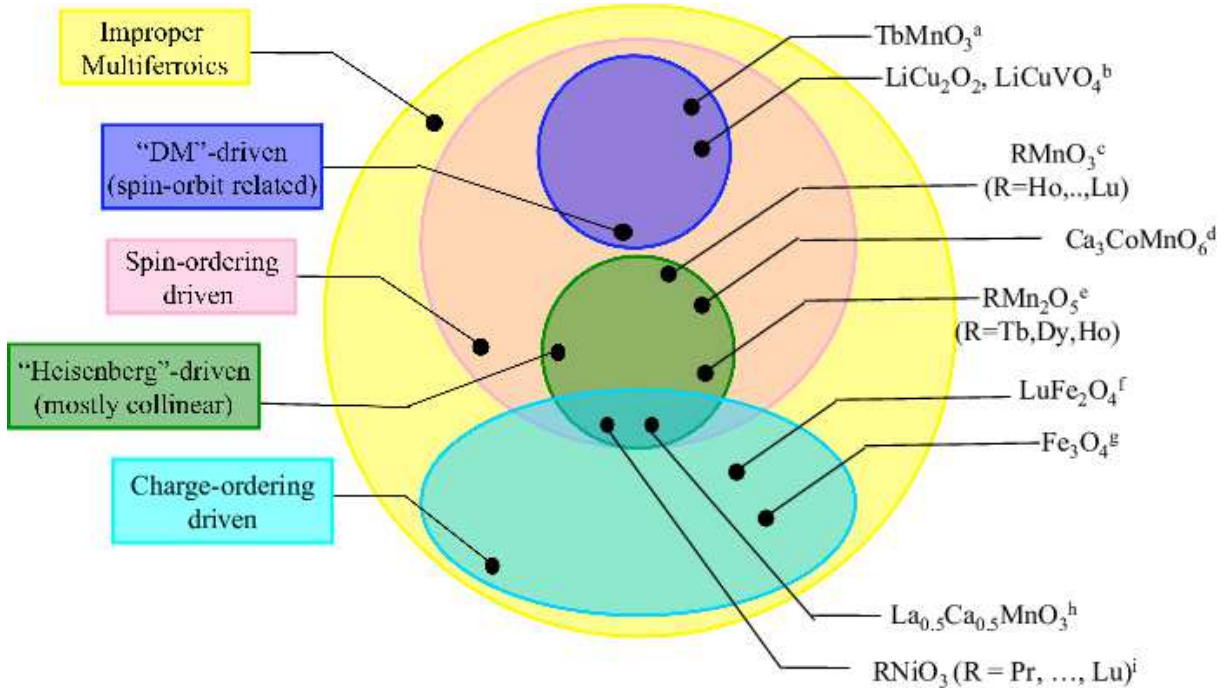 Improper
Multiferroics
“DM”-driven
(spin-orbit related)
Spin-ordering
driven
“Heisenberg”-driven
(mostly collinear)
Charge-ordering
driven
TbMnO₃ᵃ
LiCu₂O₂, LiCuVO₄ᵇ
RMnO₃ᶜ
(R=Ho,..,Lu)
Ca₃CoMnO₆ᵈ
RMn₂O₅ᵉ
(R=Tb,Dy,Ho)
LuFe₂O₄ᶠ
Fe₃O₄ᵍ
La₀.₅Ca₀.₅MnO₃ʰ
RNiO₃ (R = Pr, …, Lu)ⁱ